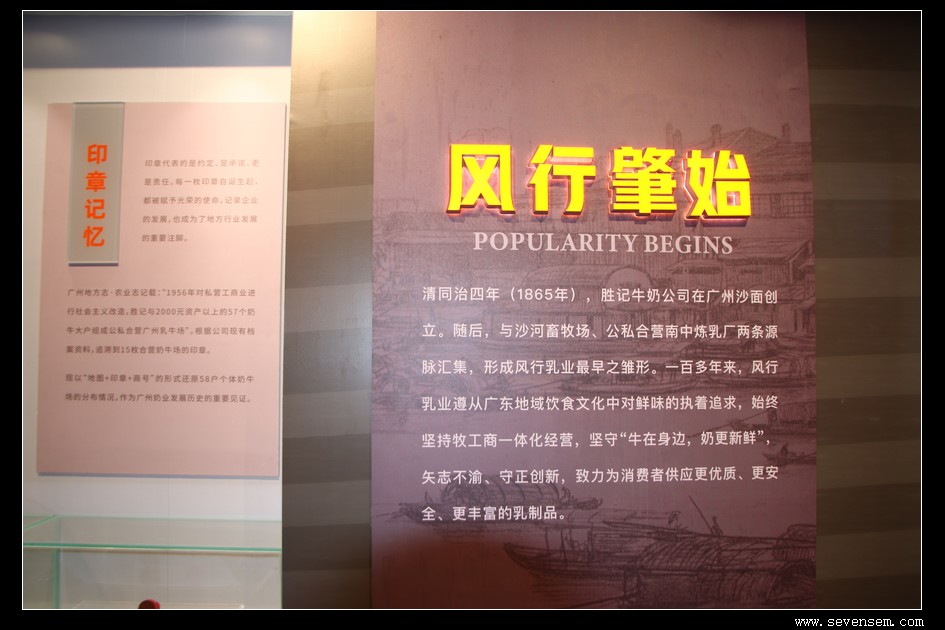 印章记忆
印章代表的是约定、是承诺、更
是责任。每一枚印章自诞生起，
都被赋予光荣的使命。记录企业
的发展，也成为了地方行业发展
的重要注脚。
广州地方志·农业志记载：“1956年对私营工商业进
行社会主义改造，胜记与2000元资产以上的57个奶
牛大户组成公私合营广州乳牛场”。根据公司现有档
案资料，追溯到15枚合营奶牛场的印章。
现以“地图+印章+商号”的形式还原58户个体奶牛
场的分布情况，作为广州奶业发展历史的重要见证。
风行肇始
POPULARITY BEGINS
清同治四年（1865年），胜记牛奶公司在广州沙面创
立。随后，与沙河畜牧场、公私合营南中炼乳厂两条源
脉汇集，形成风行乳业最早之雏形。一百多年来，风行
乳业遵从广东地域饮食文化中对鲜味的执着追求，始终
坚持牧工商一体化经营，坚守“牛在身边，奶更新鲜”，
矢志不渝、守正创新，致力为消费者供应更优质、更安
全、更丰富的乳制品。
www.sevensem.com